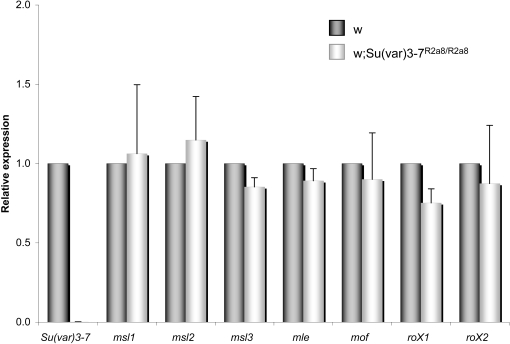 2.0
w
w;Su(var)3-7R2a8/R2a8
1.5
1.0
0.5
0.0
Relative expression
Su(var)3-7 msl1 msl2 msl3 mle mof roX1 roX2